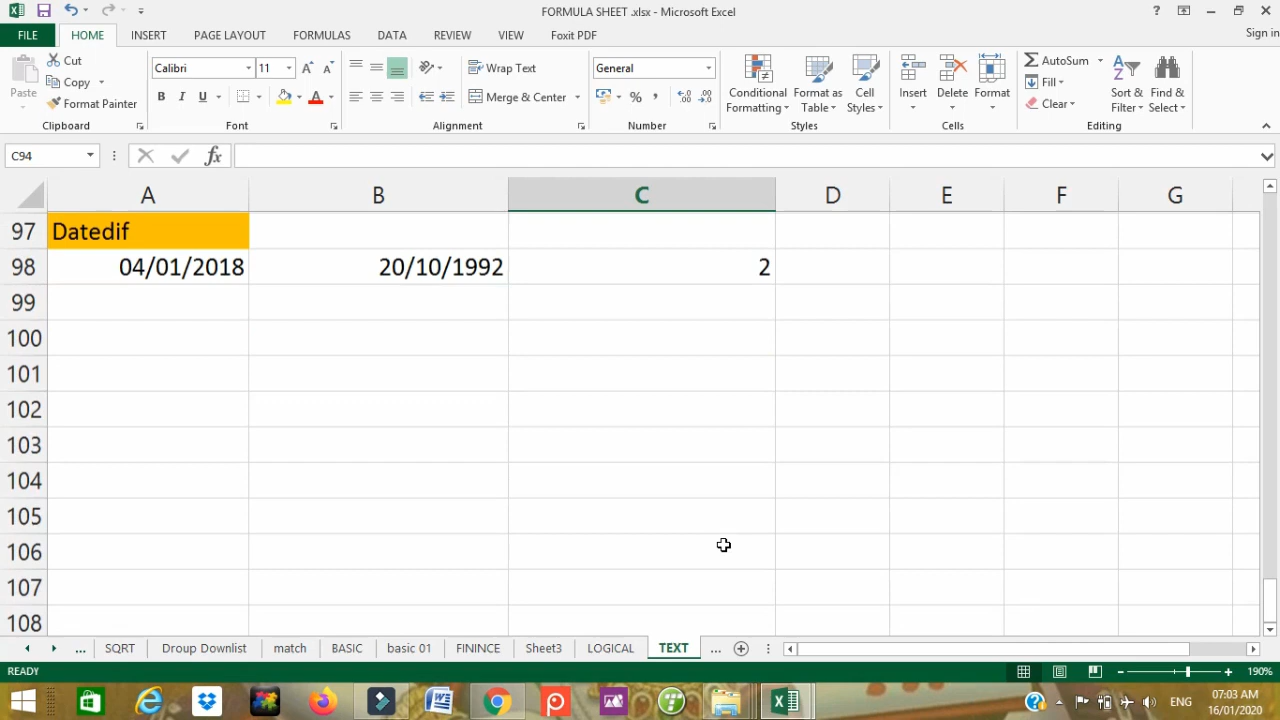 FORMULA SHEET .xlsx - Microsoft Excel
?
FILE HOME INSERT PAGE LAYOUT FORMULAS DATA REVIEW VIEW Foxit PDF Sign in
Paste
Cut
Copy
Format Painter
Calibri 11
B I U
Wrap Text
Merge & Center
General
%
Conditional Formatting
Format as Table
Cell Styles
Insert
Delete
Format
AutoSum
Fill
Clear
Sort & Filter
Find & Select
Clipboard Font Alignment Number Styles Cells Editing
C94 fx
A B C D E F G
97 Datedif
98 04/01/2018 20/10/1992 2
99
100
101
102
103
104
105
106
107
108
... SQRT Droup Downlist match BASIC basic 01 FININCE Sheet3 LOGICAL TEXT ...
READY 190%
ENG 07:03 AM
16/01/2020